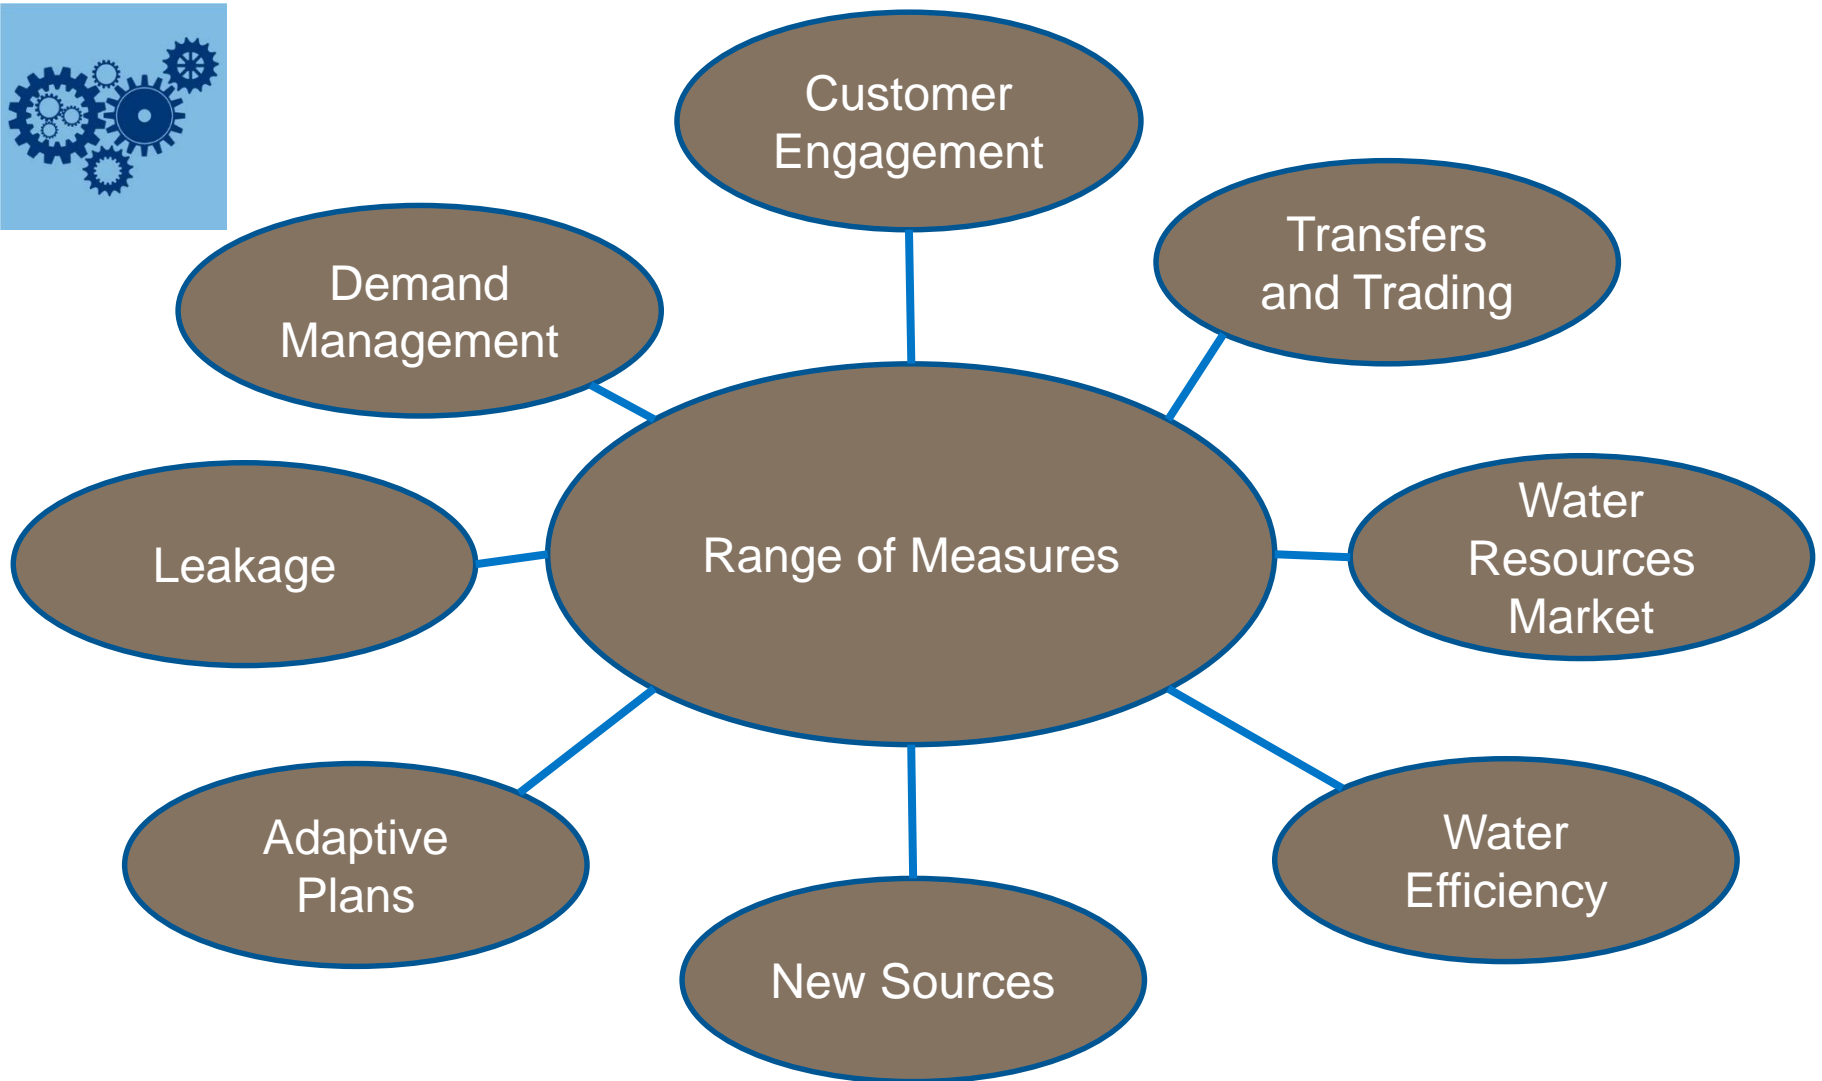 Customer
Engagement
Transfers
and Trading
Demand
Management
Water
Resources
Market
Range of Measures
Leakage
Water
Efficiency
Adaptive
Plans
New Sources